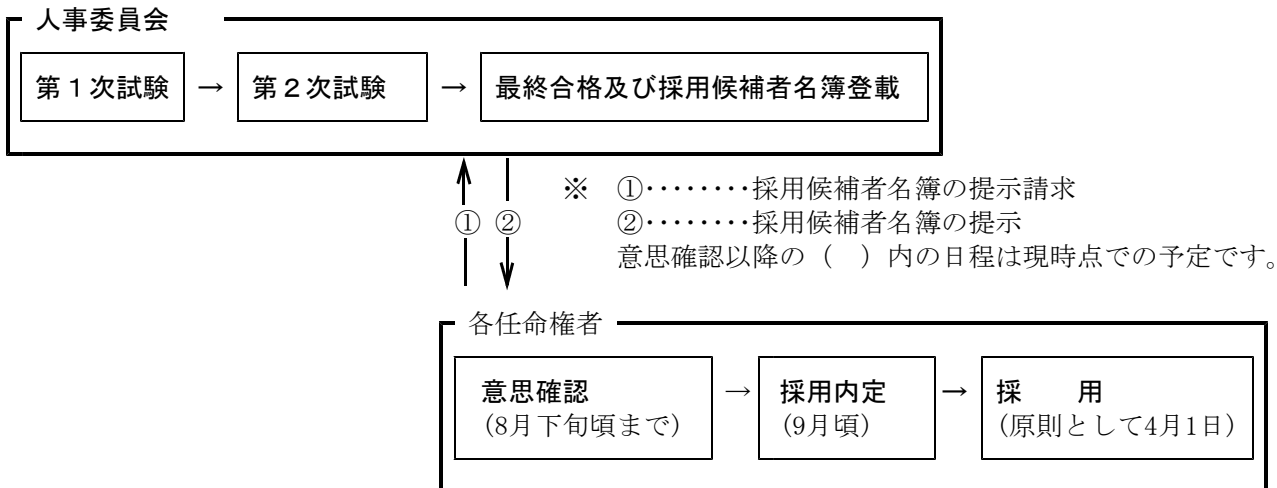 人事委員会
第1次試験 → 第2次試験 → 最終合格及び採用候補者名簿登載
① ②
※ ①‥‥‥‥採用候補者名簿の提示請求
②‥‥‥‥採用候補者名簿の提示
意思確認以降の( )内の日程は現時点での予定です。
各任命権者
意思確認 → 採用内定 → 採 用
(8月下旬頃まで) (9月頃) (原則として4月1日)